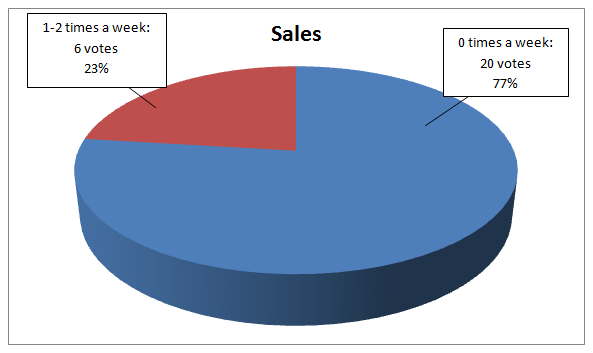 Sales
1-2 times a week:
6 votes
23%
0 times a week:
20 votes
77%